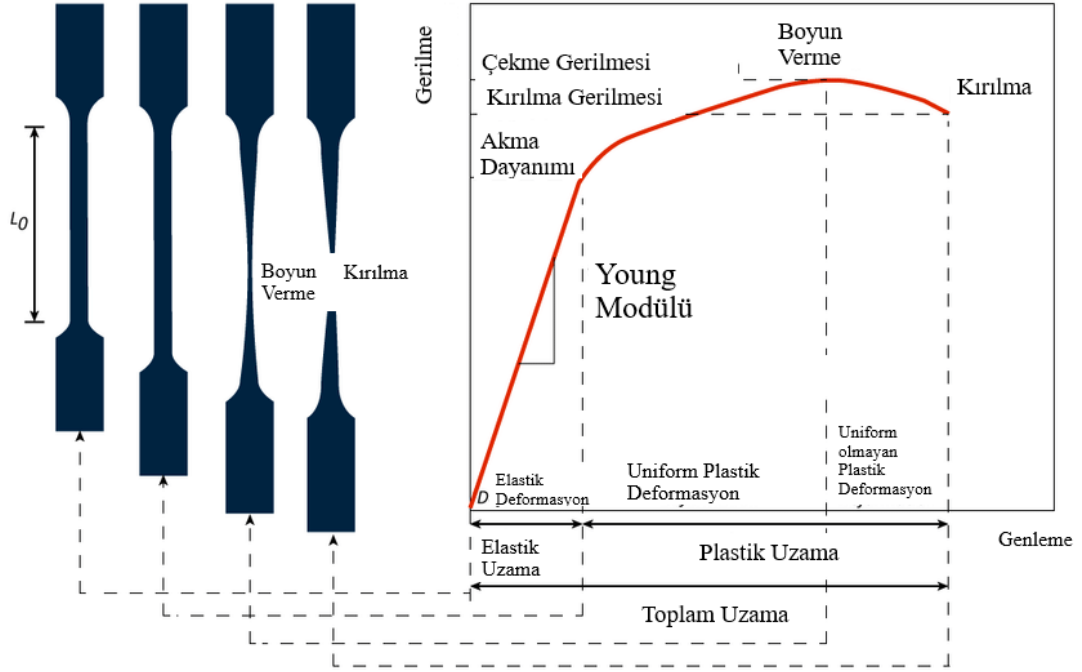 L0
Boyun
Verme
Kırılma
Gerilme
Çekme Gerilmesi
Kırılma Gerilmesi
Akma
Dayanımı
Boyun
Verme
Kırılma
Young
Modülü
D
Elastik
Deformasyon
Uniform Plastik
Deformasyon
Uniform
olmayan
Plastik
Deformasyon
Elastik
Uzama
Plastik Uzama
Genleme
Toplam Uzama